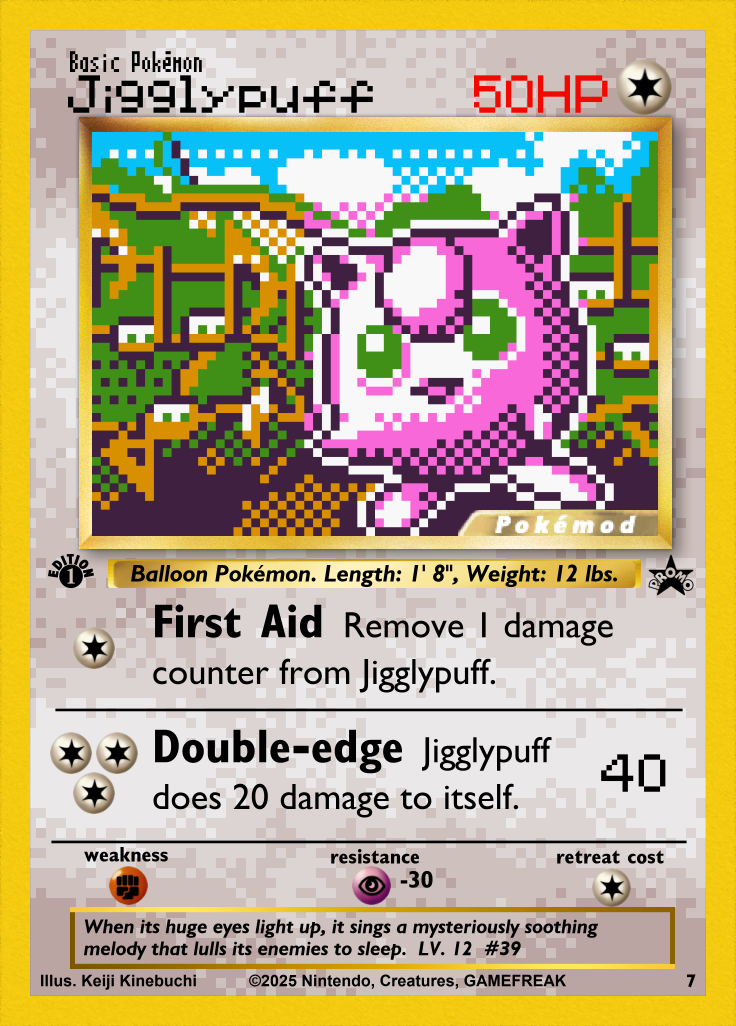 Basic Pokémon
Jigglypuff 50HP
Pokémod
EDITION 1
Balloon Pokémon. Length: 1' 8", Weight: 12 lbs.
PROMO
First Aid Remove 1 damage
counter from Jigglypuff.
Double-edge Jigglypuff
does 20 damage to itself.
40
weakness resistance retreat cost
-30
When its huge eyes light up, it sings a mysteriously soothing
melody that lulls its enemies to sleep. LV. 12 #39
Illus. Keiji Kinebuchi ©2025 Nintendo, Creatures, GAMEFREAK 7